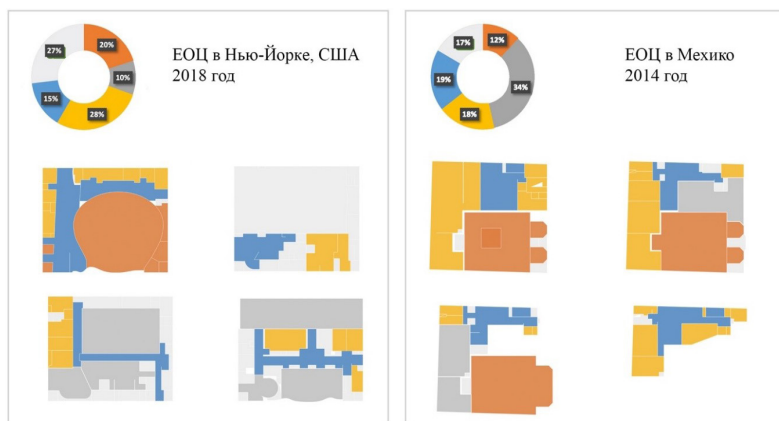 27%
20%
10%
28%
15%
ЕОЦ в Нью-Йорке, США
2018 год
17%
12%
34%
18%
19%
ЕОЦ в Мехико
2014 год